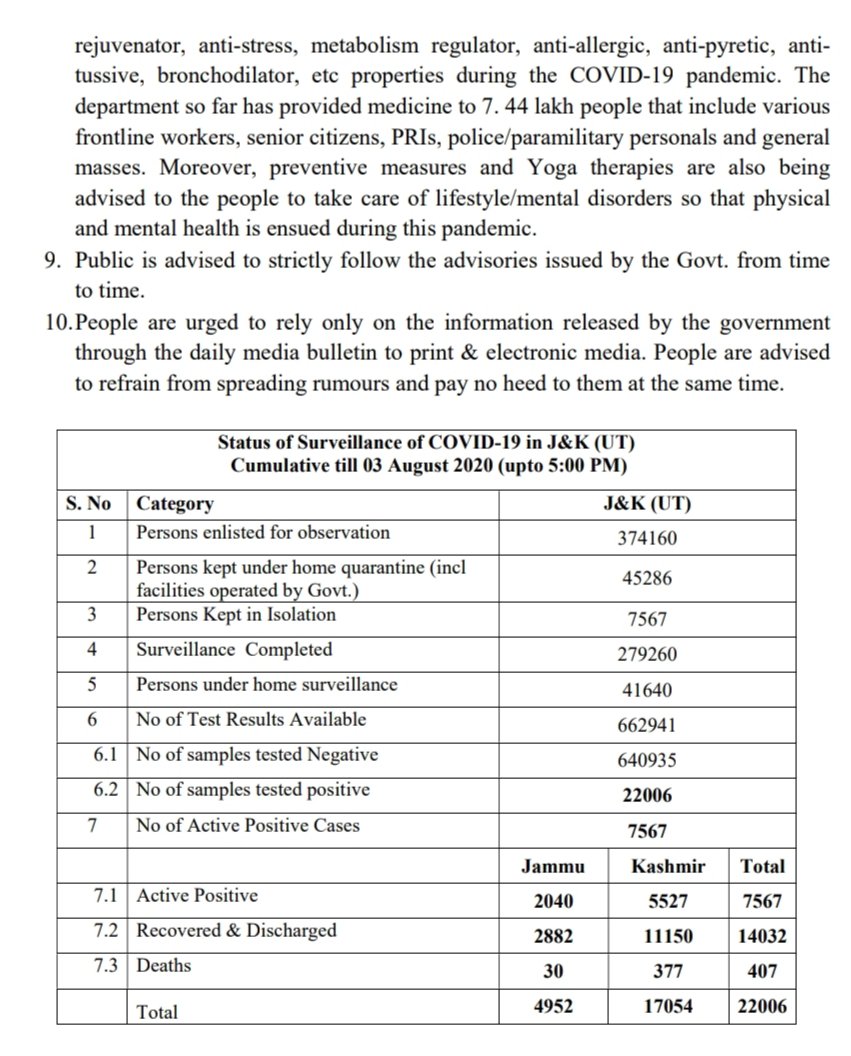 rejuvenator, anti-stress, metabolism regulator, anti-allergic, anti-pyretic, anti-
tussive, bronchodilator, etc properties during the COVID-19 pandemic. The
department so far has provided medicine to 7. 44 lakh people that include various
frontline workers, senior citizens, PRIs, police/paramilitary personals and general
masses. Moreover, preventive measures and Yoga therapies are also being
advised to the people to take care of lifestyle/mental disorders so that physical
and mental health is ensued during this pandemic.
9. Public is advised to strictly follow the advisories issued by the Govt. from time
to time.
10.People are urged to rely only on the information released by the government
through the daily media bulletin to print & electronic media. People are advised
to refrain from spreading rumours and pay no heed to them at the same time.
Status of Surveillance of COVID-19 in J&K (UT)
Cumulative till 03 August 2020 (upto 5:00 PM)
S. No Category J&K (UT)
1 Persons enlisted for observation 374160
2 Persons kept under home quarantine (incl
facilities operated by Govt.) 45286
3 Persons Kept in Isolation 7567
4 Surveillance Completed 279260
5 Persons under home surveillance 41640
6 No of Test Results Available 662941
6.1 No of samples tested Negative 640935
6.2 No of samples tested positive 22006
7 No of Active Positive Cases 7567
Jammu Kashmir Total
7.1 Active Positive 2040 5527 7567
7.2 Recovered & Discharged 2882 11150 14032
7.3 Deaths 30 377 407
Total 4952 17054 22006